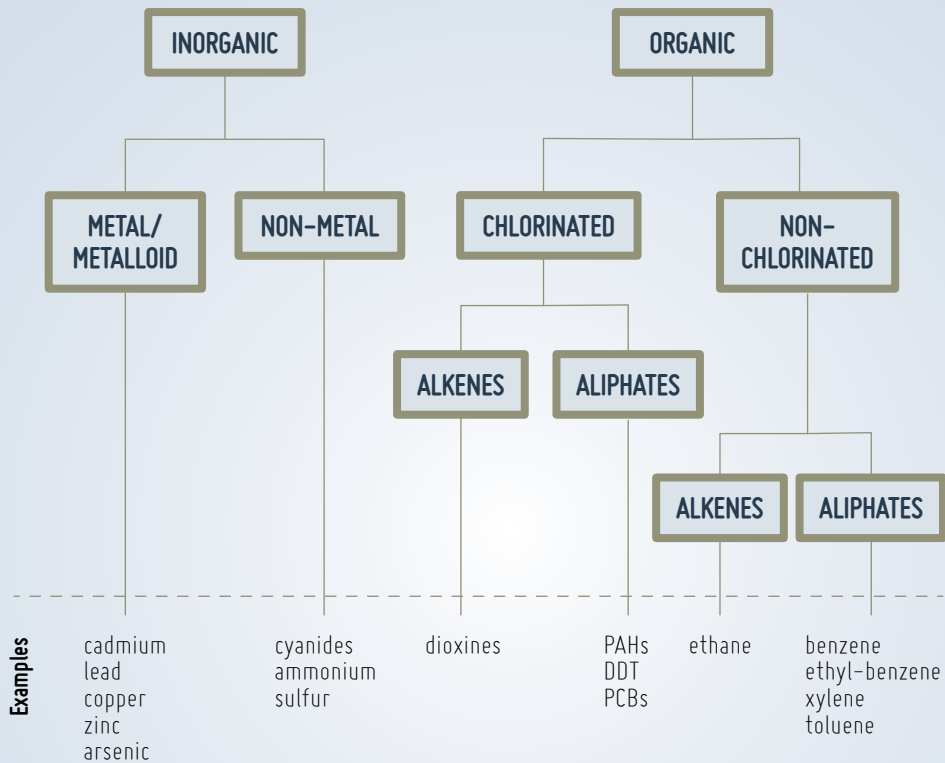 INORGANIC
ORGANIC
METAL/
METALLOID
NON-METAL
CHLORINATED
NON-
CHLORINATED
ALKENES
ALIPHATES
ALKENES
ALIPHATES
Examples
cadmium
lead
copper
zinc
arsenic
cyanides
ammonium
sulfur
dioxines
PAHs
DDT
PCBs
ethane
benzene
ethyl-benzene
xylene
toluene